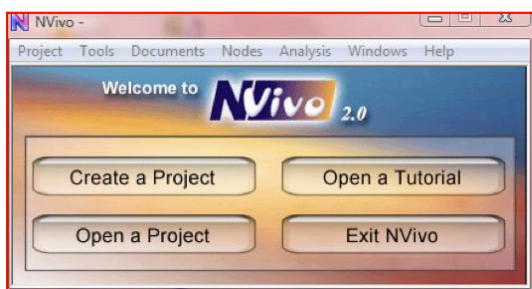 NVivo -
Project Tools Documents Nodes Analysis Windows Help
Welcome to NVivo 2.0
Create a Project Open a Tutorial
Open a Project Exit NVivo